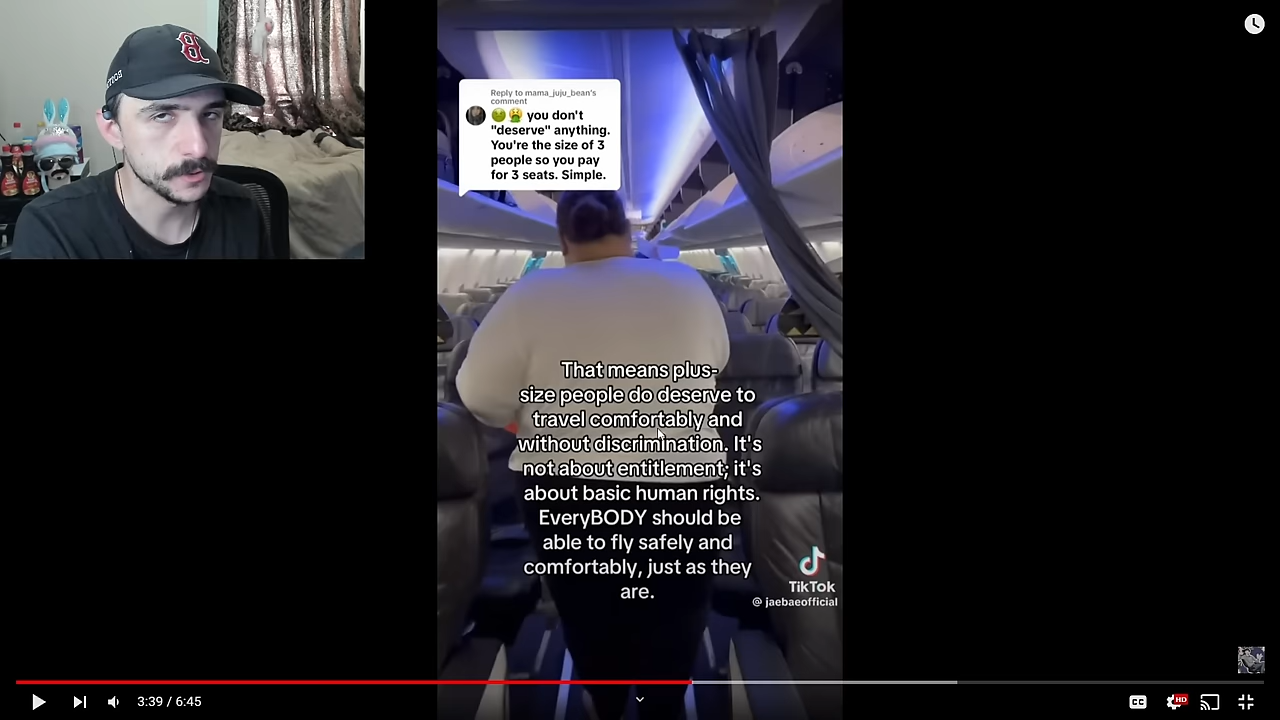 Reply to mama_juju_bean's
comment
🤢🤮 you don't
"deserve" anything.
You're the size of 3
people so you pay
for 3 seats. Simple.
That means plus-
size people do deserve to
travel comfortably and
without discrimination. It's
not about entitlement; it's
about basic human rights.
EveryBODY should be
able to fly safely and
comfortably, just as they
are.
TikTok
@ jaebaeofficial
3:39 / 6:45
CC
HD